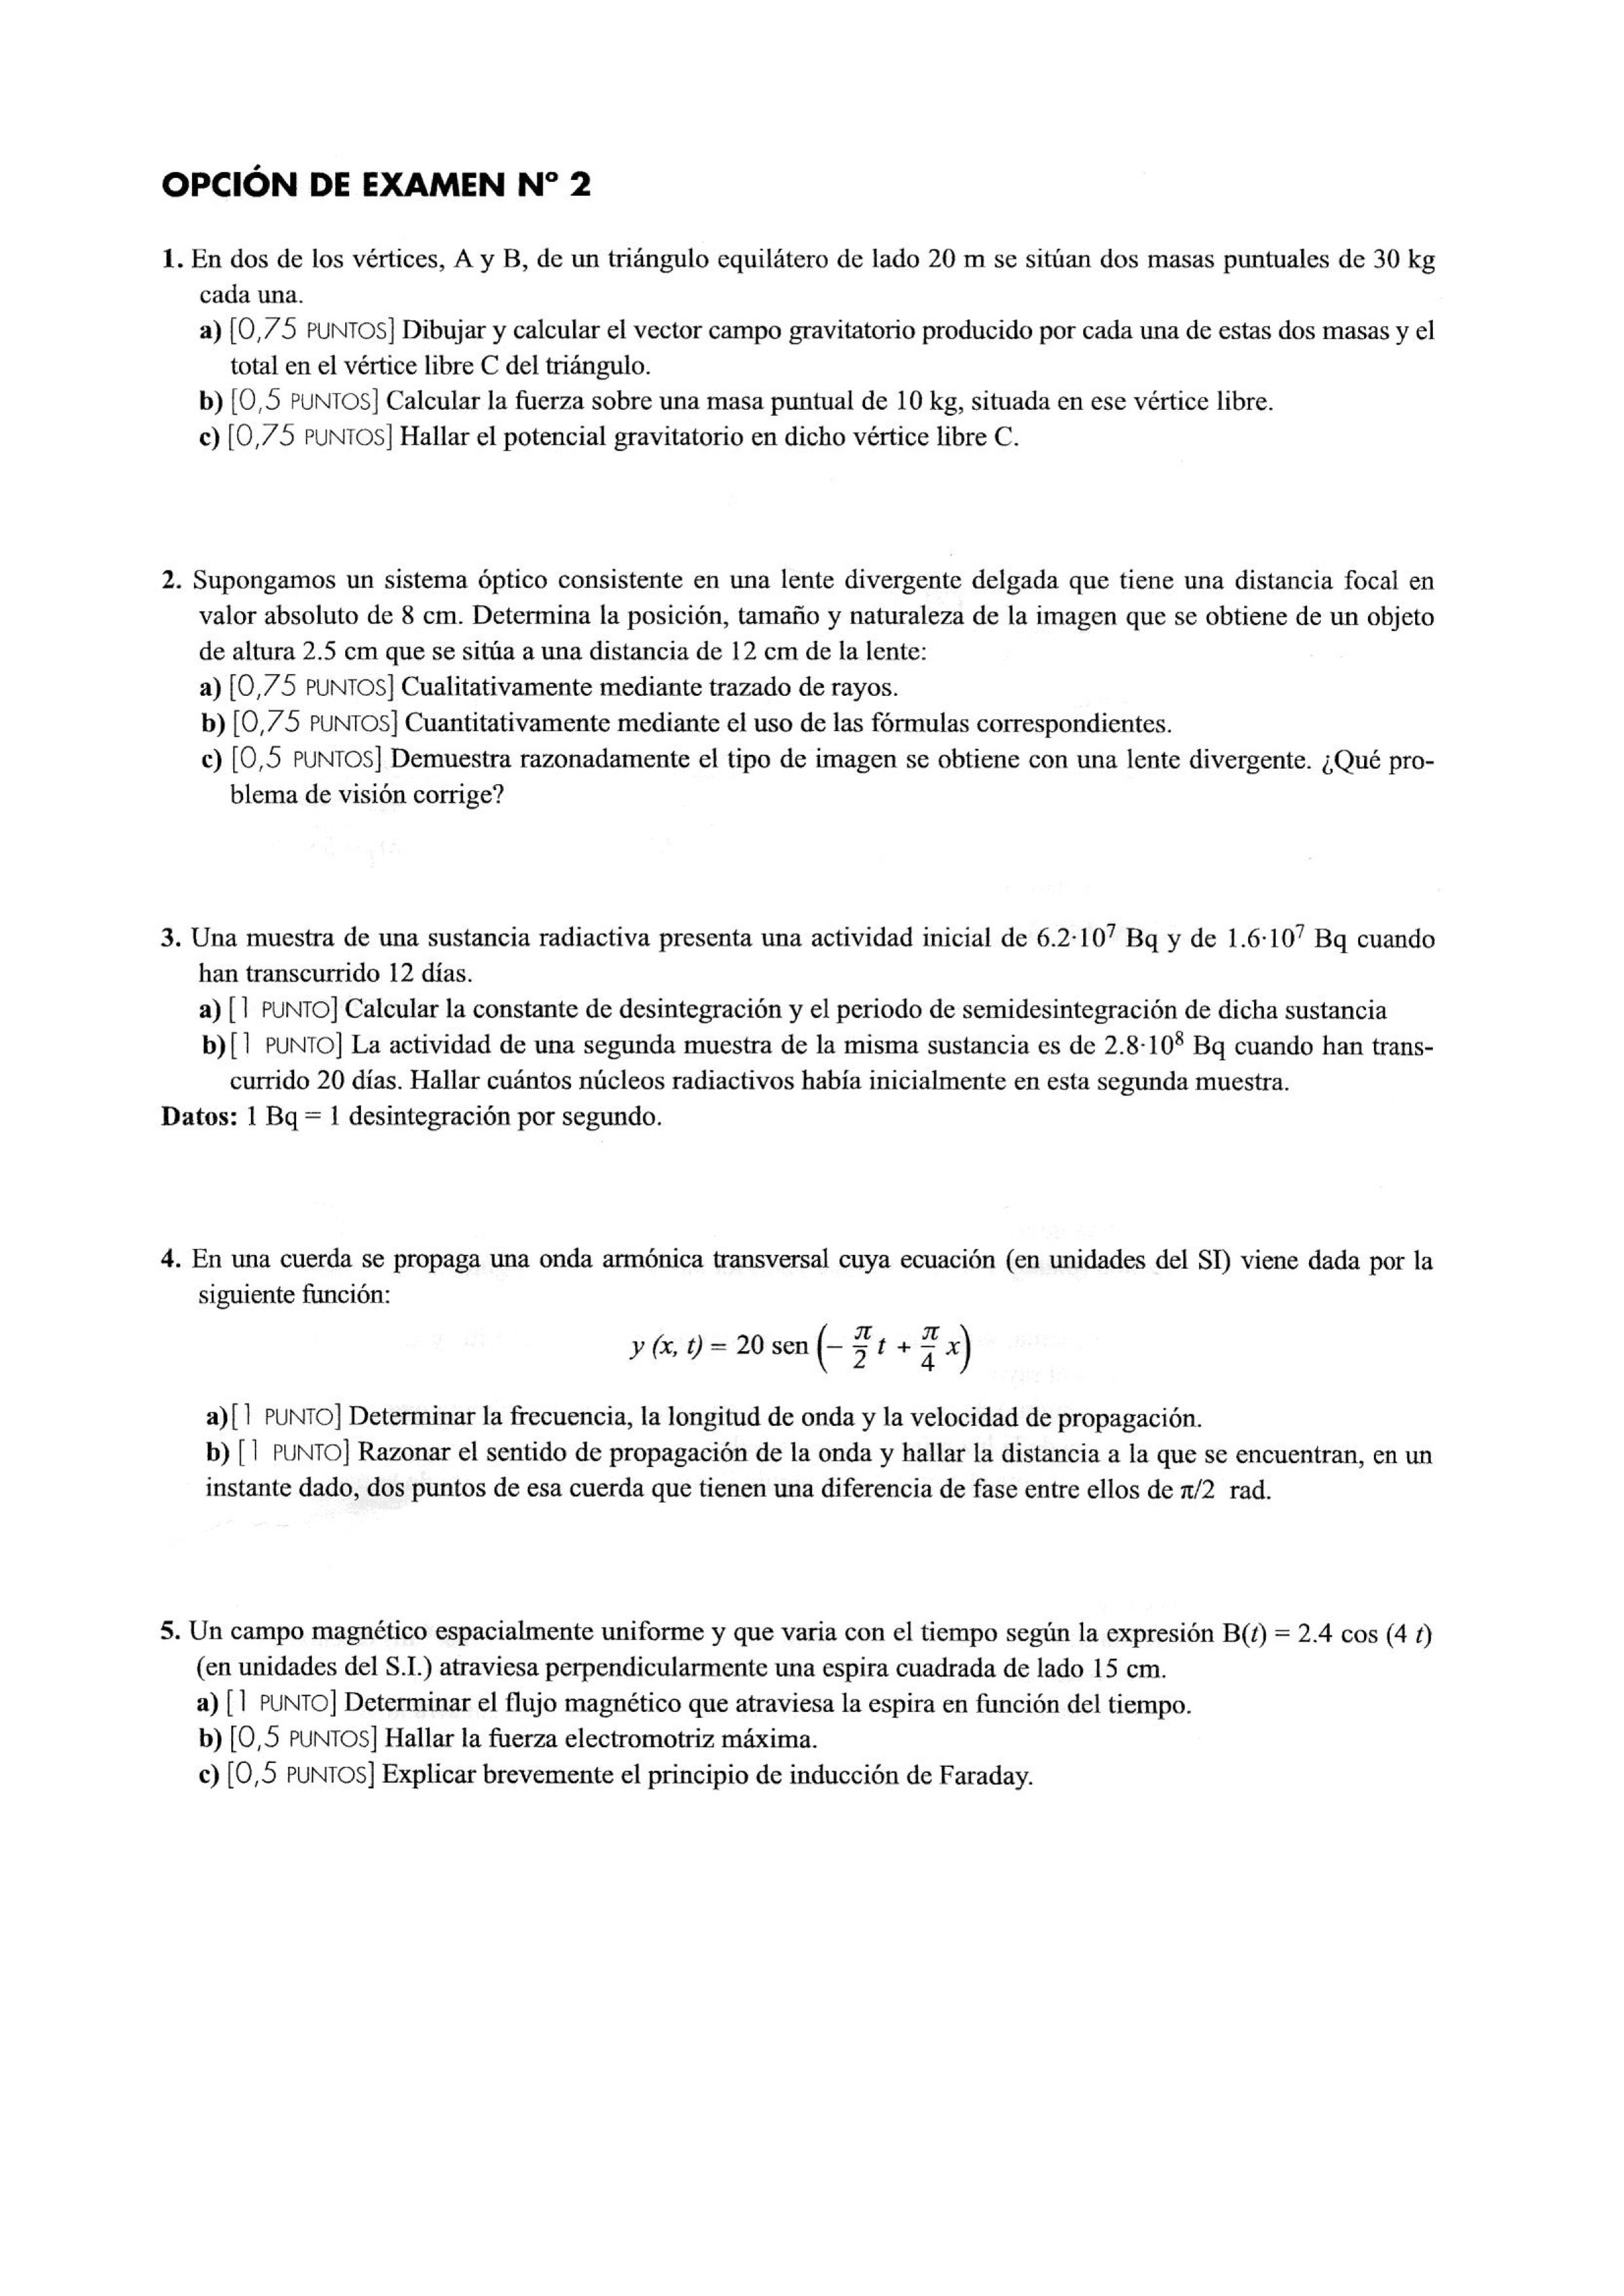 OPCIÓN DE EXAMEN Nº 2
1. En dos de los vértices, A y B, de un triángulo equilátero de lado 20 m se sitúan dos masas puntuales de 30 kg
cada una.
a) [0,75 PUNTOS] Dibujar y calcular el vector campo gravitatorio producido por cada una de estas dos masas y el
total en el vértice libre C del triángulo.
b) [0,5 PUNTOS] Calcular la fuerza sobre una masa puntual de 10 kg, situada en ese vértice libre.
c) [0,75 PUNTOS] Hallar el potencial gravitatorio en dicho vértice libre C.
2. Supongamos un sistema óptico consistente en una lente divergente delgada que tiene una distancia focal en
valor absoluto de 8 cm. Determina la posición, tamaño y naturaleza de la imagen que se obtiene de un objeto
de altura 2.5 cm que se sitúa a una distancia de 12 cm de la lente:
a) [0,75 PUNTOS] Cualitativamente mediante trazado de rayos.
b) [0,75 PUNTOS] Cuantitativamente mediante el uso de las fórmulas correspondientes.
c) [0,5 PUNTOS] Demuestra razonadamente el tipo de imagen se obtiene con una lente divergente. ¿Qué pro-
blema de visión corrige?
3. Una muestra de una sustancia radiactiva presenta una actividad inicial de 6.2·10⁷ Bq y de 1.6·10⁷ Bq cuando
han transcurrido 12 días.
a) [1 PUNTO] Calcular la constante de desintegración y el periodo de semidesintegración de dicha sustancia
b) [1 PUNTO] La actividad de una segunda muestra de la misma sustancia es de 2.8·10⁸ Bq cuando han trans-
currido 20 días. Hallar cuántos núcleos radiactivos había inicialmente en esta segunda muestra.
Datos: 1 Bq = 1 desintegración por segundo.
4. En una cuerda se propaga una onda armónica transversal cuya ecuación (en unidades del SI) viene dada por la
siguiente función:
y (x, t) = 20 sen (− π/2 t + π/4 x)
a) [1 PUNTO] Determinar la frecuencia, la longitud de onda y la velocidad de propagación.
b) [1 PUNTO] Razonar el sentido de propagación de la onda y hallar la distancia a la que se encuentran, en un
instante dado, dos puntos de esa cuerda que tienen una diferencia de fase entre ellos de π/2 rad.
5. Un campo magnético espacialmente uniforme y que varia con el tiempo según la expresión B(t) = 2.4 cos (4 t)
(en unidades del S.I.) atraviesa perpendicularmente una espira cuadrada de lado 15 cm.
a) [1 PUNTO] Determinar el flujo magnético que atraviesa la espira en función del tiempo.
b) [0,5 PUNTOS] Hallar la fuerza electromotriz máxima.
c) [0,5 PUNTOS] Explicar brevemente el principio de inducción de Faraday.